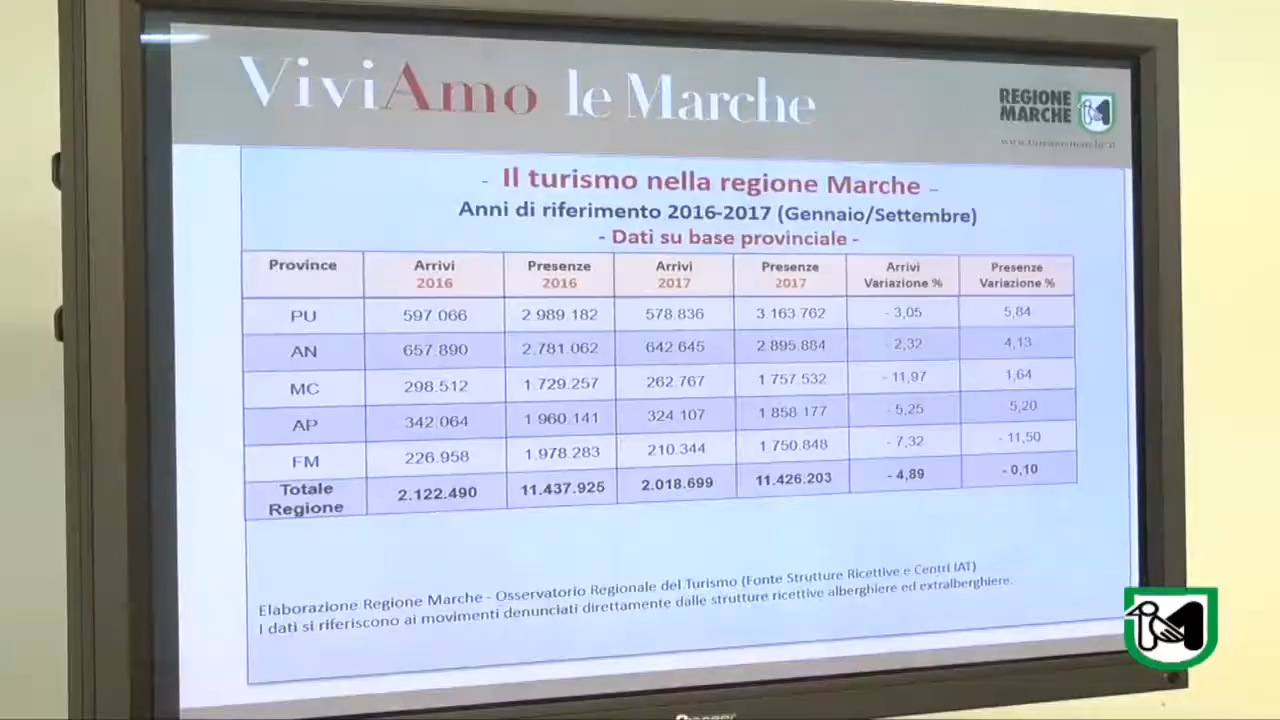 ViviAmo le Marche
REGIONE
MARCHE
- Il turismo nella regione Marche -
Anni di riferimento 2016-2017 (Gennaio/Settembre)
- Dati su base provinciale -
Province Arrivi 2016 Presenze 2016 Arrivi 2017 Presenze 2017 Arrivi Variazione % Presenze Variazione %
PU 597.066 2 989.182 578.836 3.163.762 - 3,05 5,84
AN 657.890 2.781.062 642 645 2 895.884 - 2,32 4,13
MC 298.512 1.729.257 262.767 1 757 532 - 11,97 1,64
AP 342.064 1 960.141 324 107 1 858 177 - 5,25 5,20
FM 226.958 1.978.283 210.344 1 750.848 - 7,32 - 11,50
Totale Regione 2.122.490 11.437.925 2.018.699 11.426.203 - 4,89 - 0,10
Elaborazione Regione Marche - Osservatorio Regionale del Turismo (Fonte Strutture Ricettive e Centri IAT)
I dati si riferiscono ai movimenti denunciati direttamente dalle strutture ricettive alberghiere ed extralberghiere.